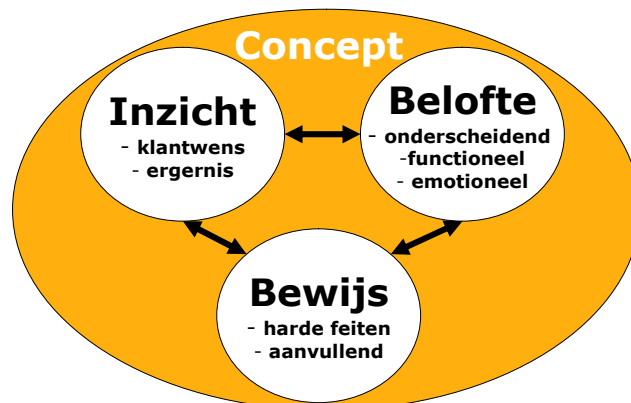 Concept
Inzicht
- klantwens
- ergernis
Belofte
- onderscheidend
-functioneel
- emotioneel
Bewijs
- harde feiten
- aanvullend